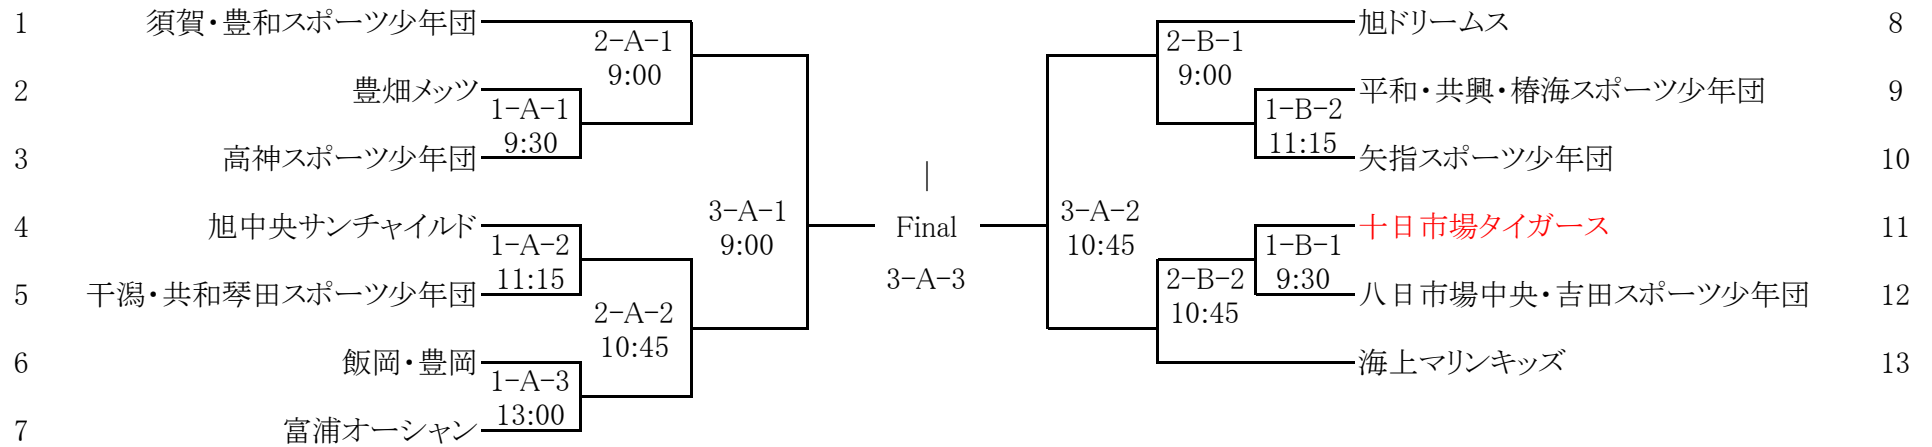 1 須賀・豊和スポーツ少年団
2-A-1
9:00
2 豊畑メッツ
1-A-1
9:30
3 高神スポーツ少年団
3-A-1
9:00
4 旭中央サンチャイルド
1-A-2
11:15
5 干潟・共和琴田スポーツ少年団
2-A-2
10:45
6 飯岡・豊岡
1-A-3
13:00
7 富浦オーシャン
|
Final
3-A-3
旭ドリームス 8
2-B-1
9:00
平和・共興・椿海スポーツ少年団 9
1-B-2
11:15
矢指スポーツ少年団 10
3-A-2
10:45
十日市場タイガース 11
1-B-1
9:30
2-B-2
10:45
八日市場中央・吉田スポーツ少年団 12
海上マリンキッズ 13